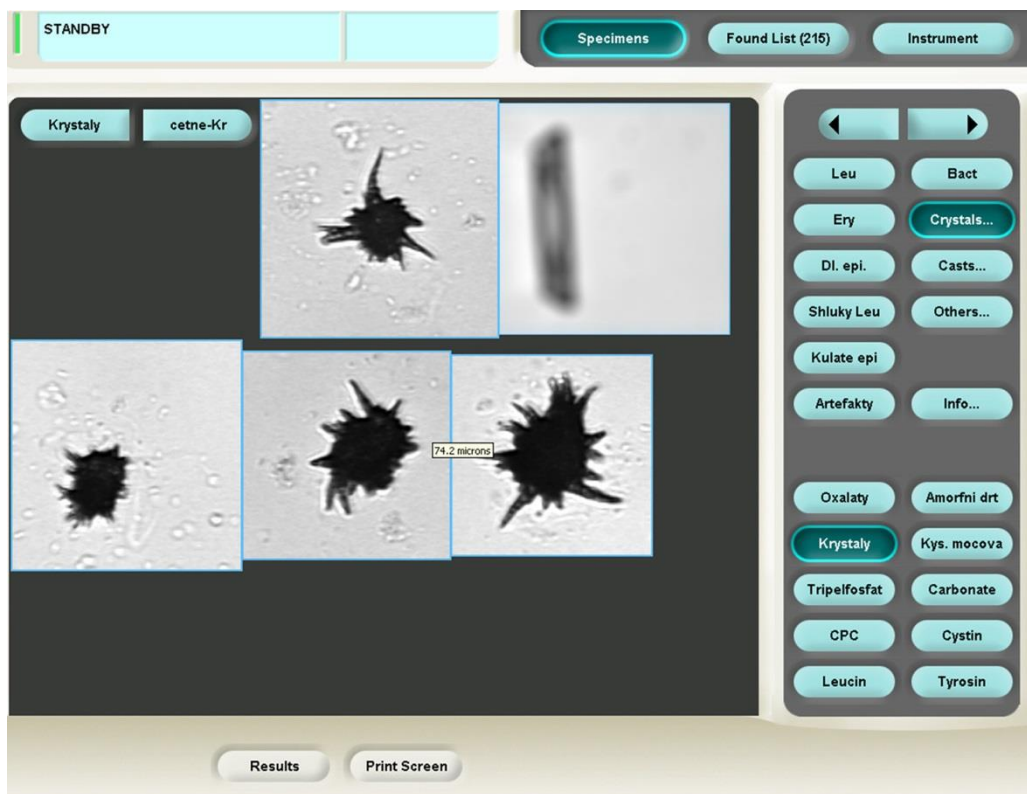 STANDBY
Specimens
Found List (215)
Instrument
Krystaly
cetne-Kr
74.2 microns
Leu
Bact
Ery
Crystals...
Dl. epi.
Casts...
Shluky Leu
Others...
Kulate epi
Artefakty
Info...
Oxalaty
Amorfni drt
Krystaly
Kys. mocova
Tripelfosfat
Carbonate
CPC
Cystin
Leucin
Tyrosin
Results
Print Screen